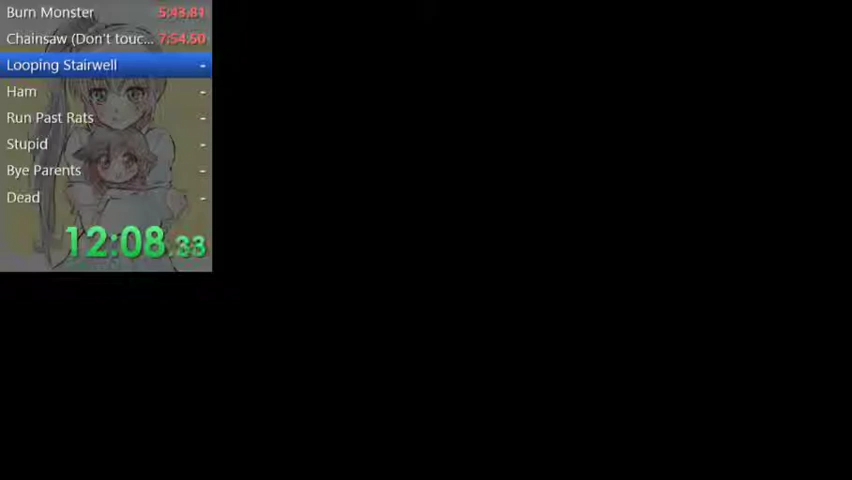 Burn Monster 5:43.81
Chainsaw (Don't touc... 7:54.50
Looping Stairwell -
Ham -
Run Past Rats -
Stupid -
Bye Parents -
Dead -
12:08.33